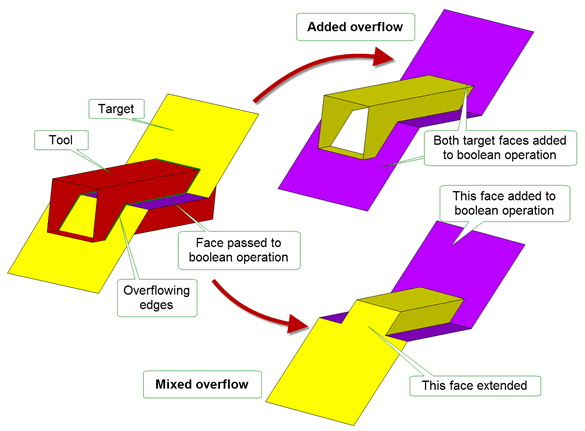 Added overflow
Target
Tool
Both target faces added
to boolean operation
This face added to
boolean operation
Face passed to
boolean operation
Overflowing
edges
Mixed overflow
This face extended